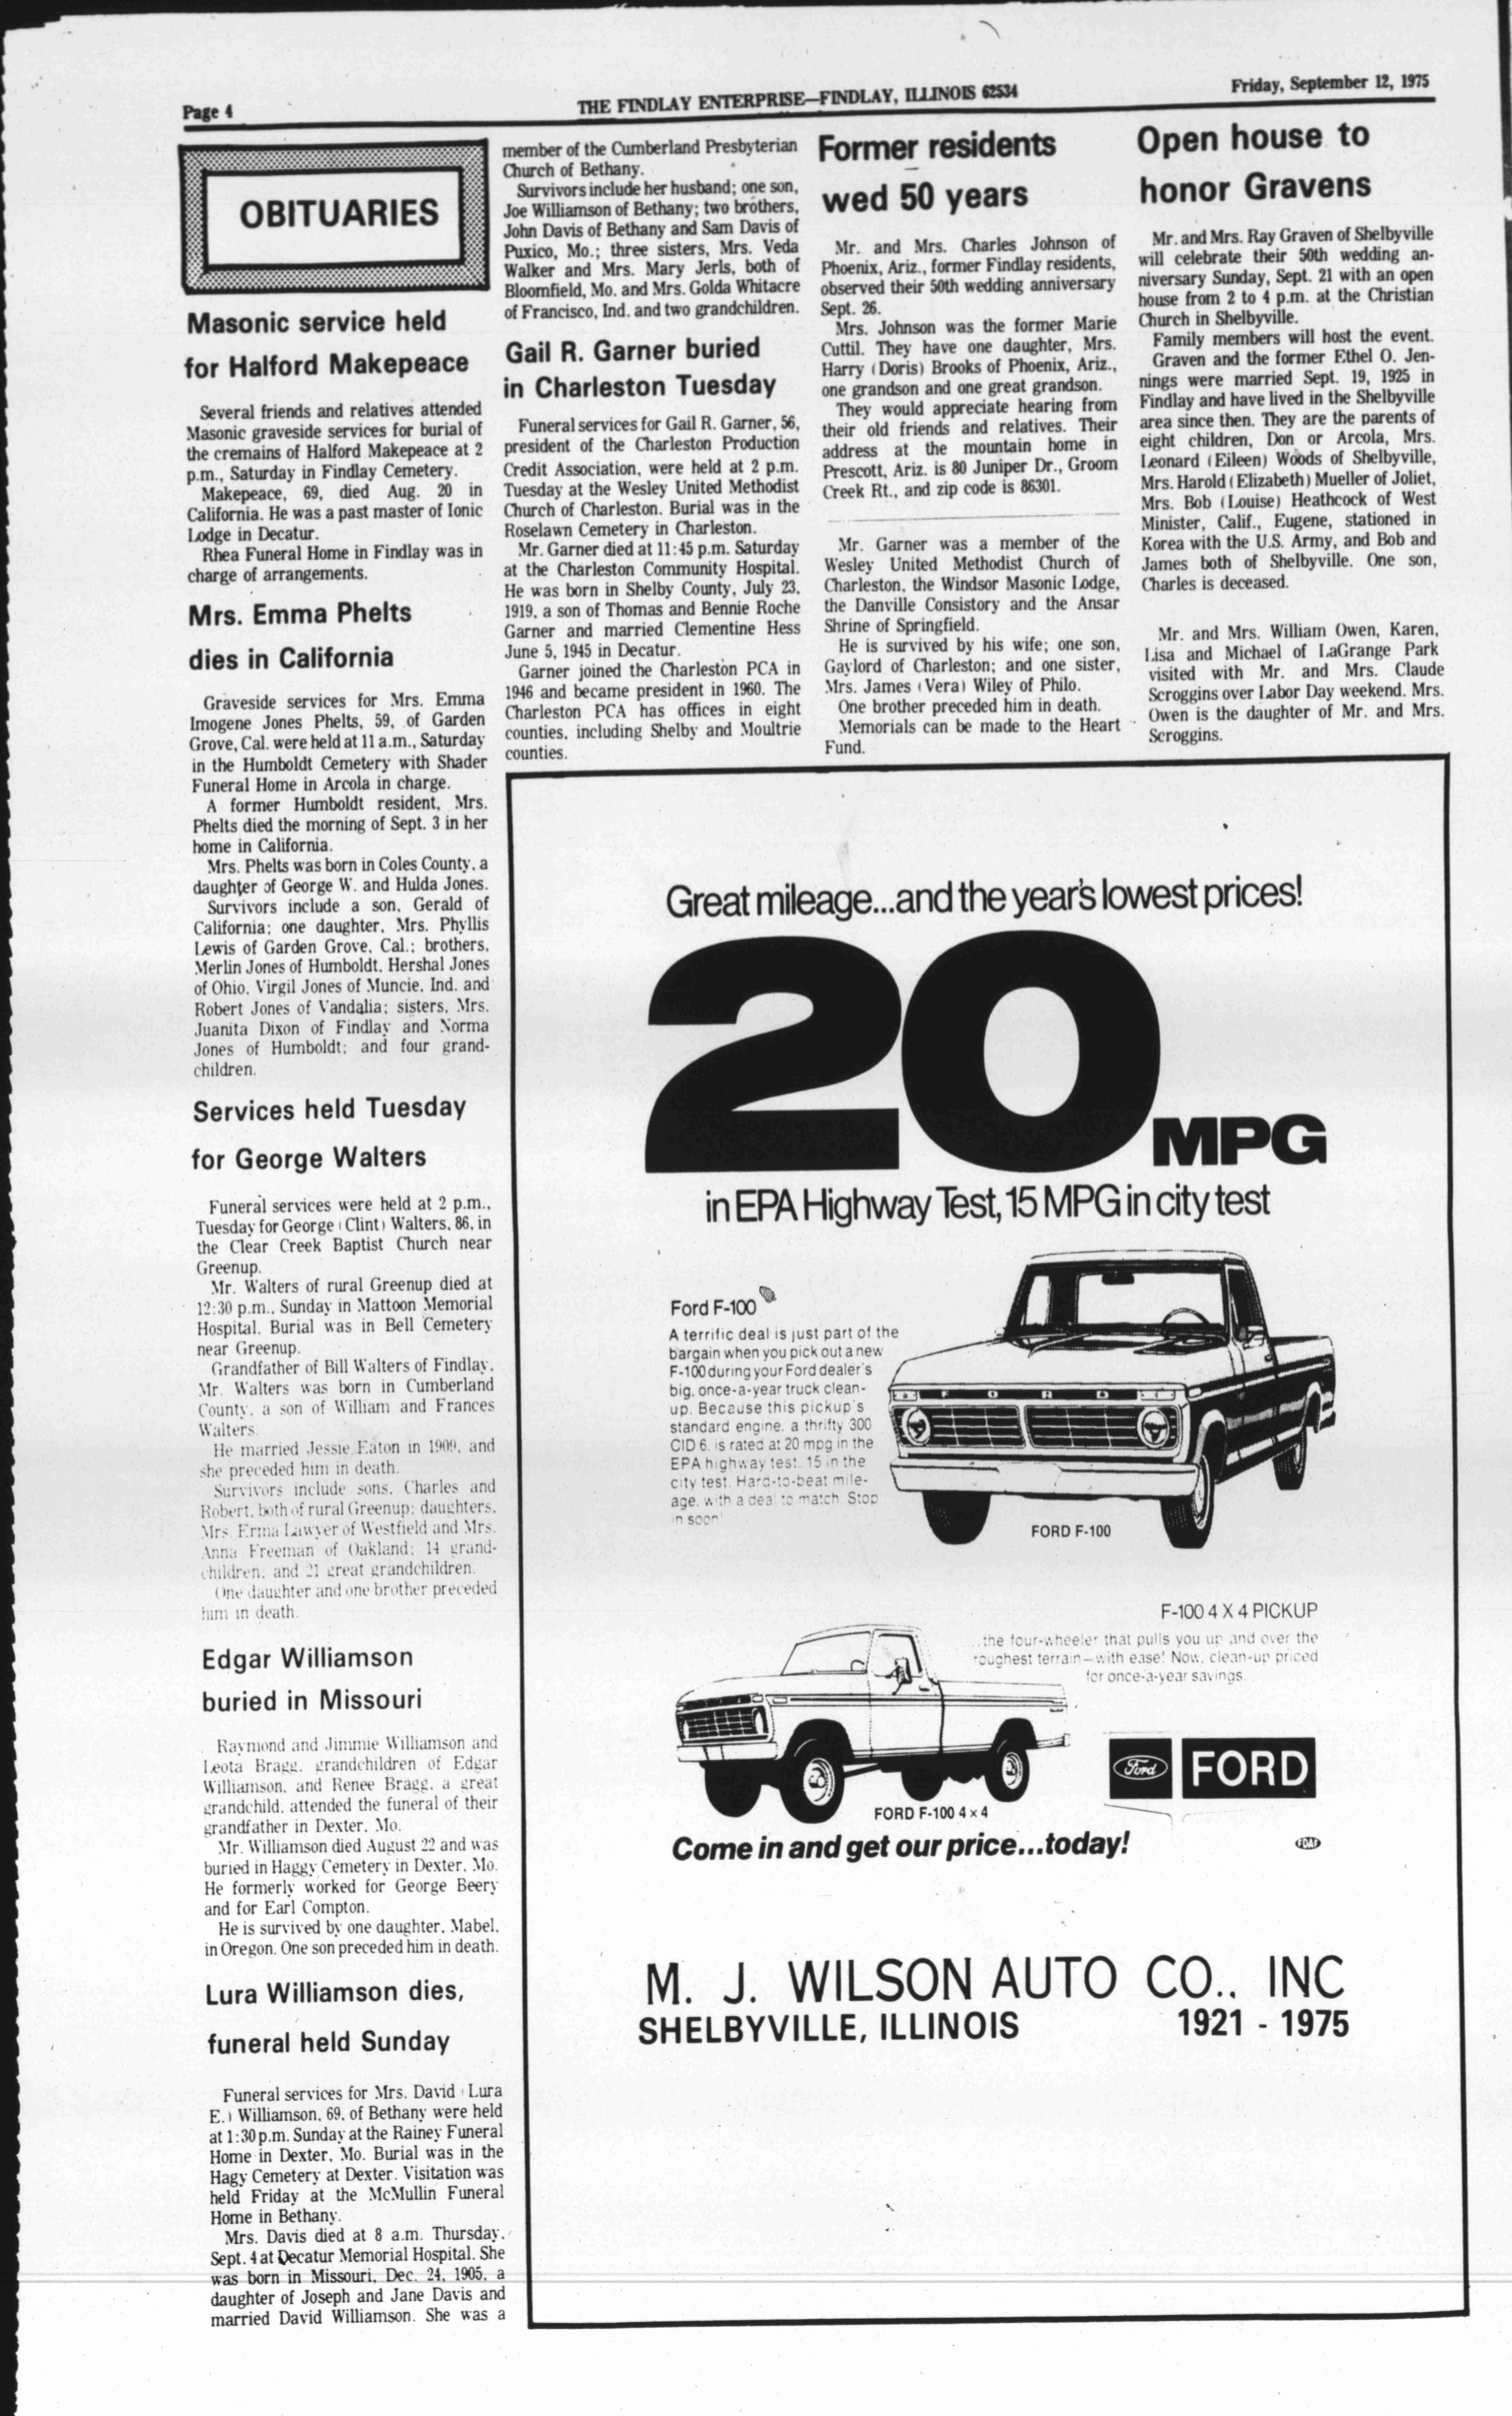 Page 4
THE FINDLAY ENTERPRISE—FINDLAY, ILLINOIS 62534
Friday, September 12, 1975
OBITUARIES
Masonic service held
for Halford Makepeace
Several friends and relatives attended
Masonic graveside services for burial of
the cremains of Halford Makepeace at 2
p.m., Saturday in Findlay Cemetery.
Makepeace, 69, died Aug. 20 in
California. He was a past master of Ionic
Lodge in Decatur.
Rhea Funeral Home in Findlay was in
charge of arrangements.
Mrs. Emma Phelts
dies in California
Graveside services for Mrs. Emma
Imogene Jones Phelts, 59, of Garden
Grove, Cal. were held at 11 a.m., Saturday
in the Humboldt Cemetery with Shader
Funeral Home in Arcola in charge.
A former Humboldt resident, Mrs.
Phelts died the morning of Sept. 3 in her
home in California.
Mrs. Phelts was born in Coles County, a
daughter of George W. and Hulda Jones.
Survivors include a son, Gerald of
California; one daughter, Mrs. Phyllis
Lewis of Garden Grove, Cal.; brothers,
Merlin Jones of Humboldt, Hershal Jones
of Ohio, Virgil Jones of Muncie, Ind. and
Robert Jones of Vandalia; sisters, Mrs.
Juanita Dixon of Findlay and Norma
Jones of Humboldt; and four grand-
children.
Services held Tuesday
for George Walters
Funeral services were held at 2 p.m.,
Tuesday for George (Clint) Walters, 86, in
the Clear Creek Baptist Church near
Greenup.
Mr. Walters of rural Greenup died at
12:30 p.m., Sunday in Mattoon Memorial
Hospital. Burial was in Bell Cemetery
near Greenup.
Grandfather of Bill Walters of Findlay,
Mr. Walters was born in Cumberland
County, a son of William and Frances
Walters.
He married Jessie Eaton in 1909, and
she preceded him in death.
Survivors include sons, Charles and
Robert, both of rural Greenup; daughters,
Mrs. Erma Lawyer of Westfield and Mrs.
Anna Freeman of Oakland; 14 grand-
children, and 21 great grandchildren.
One daughter and one brother preceded
him in death.
Edgar Williamson
buried in Missouri
Raymond and Jimmie Williamson and
Leota Bragg, grandchildren of Edgar
Williamson, and Renee Bragg, a great
grandchild, attended the funeral of their
grandfather in Dexter, Mo.
Mr. Williamson died August 22 and was
buried in Haggy Cemetery in Dexter, Mo.
He formerly worked for George Beery
and for Earl Compton.
He is survived by one daughter, Mabel,
in Oregon. One son preceded him in death.
Lura Williamson dies,
funeral held Sunday
Funeral services for Mrs. David (Lura
E.) Williamson, 69, of Bethany were held
at 1:30 p.m. Sunday at the Rainey Funeral
Home in Dexter, Mo. Burial was in the
Hagy Cemetery at Dexter. Visitation was
held Friday at the McMullin Funeral
Home in Bethany.
Mrs. Davis died at 8 a.m. Thursday,
Sept. 4 at Decatur Memorial Hospital. She
was born in Missouri, Dec. 24, 1905, a
daughter of Joseph and Jane Davis and
married David Williamson. She was a
member of the Cumberland Presbyterian
Church of Bethany.
Survivors include her husband; one son,
Joe Williamson of Bethany; two brothers,
John Davis of Bethany and Sam Davis of
Puxico, Mo.; three sisters, Mrs. Veda
Walker and Mrs. Mary Jerls, both of
Bloomfield, Mo. and Mrs. Golda Whitacre
of Francisco, Ind. and two grandchildren.
Gail R. Garner buried
in Charleston Tuesday
Funeral services for Gail R. Garner, 56,
president of the Charleston Production
Credit Association, were held at 2 p.m.
Tuesday at the Wesley United Methodist
Church of Charleston. Burial was in the
Roselawn Cemetery in Charleston.
Mr. Garner died at 11:45 p.m. Saturday
at the Charleston Community Hospital.
He was born in Shelby County, July 23,
1919, a son of Thomas and Bennie Roche
Garner and married Clementine Hess
June 5, 1945 in Decatur.
Garner joined the Charleston PCA in
1946 and became president in 1960. The
Charleston PCA has offices in eight
counties, including Shelby and Moultrie
counties.
Former residents
wed 50 years
Mr. and Mrs. Charles Johnson of
Phoenix, Ariz., former Findlay residents,
observed their 50th wedding anniversary
Sept. 26.
Mrs. Johnson was the former Marie
Cuttil. They have one daughter, Mrs.
Harry (Doris) Brooks of Phoenix, Ariz.,
one grandson and one great grandson.
They would appreciate hearing from
their old friends and relatives. Their
address at the mountain home in
Prescott, Ariz. is 80 Juniper Dr., Groom
Creek Rt., and zip code is 86301.
Mr. Garner was a member of the
Wesley United Methodist Church of
Charleston, the Windsor Masonic Lodge,
the Danville Consistory and the Ansar
Shrine of Springfield.
He is survived by his wife; one son,
Gaylord of Charleston; and one sister,
Mrs. James (Vera) Wiley of Philo.
One brother preceded him in death.
Memorials can be made to the Heart
Fund.
Open house to
honor Gravens
Mr. and Mrs. Ray Graven of Shelbyville
will celebrate their 50th wedding an-
niversary Sunday, Sept. 21 with an open
house from 2 to 4 p.m. at the Christian
Church in Shelbyville.
Family members will host the event.
Graven and the former Ethel O. Jen-
nings were married Sept. 19, 1925 in
Findlay and have lived in the Shelbyville
area since then. They are the parents of
eight children, Don or Arcola, Mrs.
Leonard (Eileen) Woods of Shelbyville,
Mrs. Harold (Elizabeth) Mueller of Joliet,
Mrs. Bob (Louise) Heathcock of West
Minister, Calif., Eugene, stationed in
Korea with the U.S. Army, and Bob and
James both of Shelbyville. One son,
Charles is deceased.
Mr. and Mrs. William Owen, Karen,
Lisa and Michael of LaGrange Park
visited with Mr. and Mrs. Claude
Scroggins over Labor Day weekend. Mrs.
Owen is the daughter of Mr. and Mrs.
Scroggins.
Great mileage...and the year's lowest prices!
20 MPG
in EPA Highway Test, 15 MPG in city test
Ford F-100
A terrific deal is just part of the
bargain when you pick out a new
F-100 during your Ford dealer's
big, once-a-year truck clean-
up. Because this pickup's
standard engine, a thrifty 300
CID 6, is rated at 20 mpg in the
EPA highway test, 15 in the
city test. Hard-to-beat mile-
age, with a deal to match. Stop
in soon!
FORD
FORD F-100
F-100 4 X 4 PICKUP
...the four-wheeler that pulls you up and over the
roughest terrain—with ease! Now, clean-up priced
for once-a-year savings.
FORD F-100 4 x 4
Ford FORD
Come in and get our price...today!
FDAF
M. J. WILSON AUTO CO., INC
SHELBYVILLE, ILLINOIS 1921 - 1975